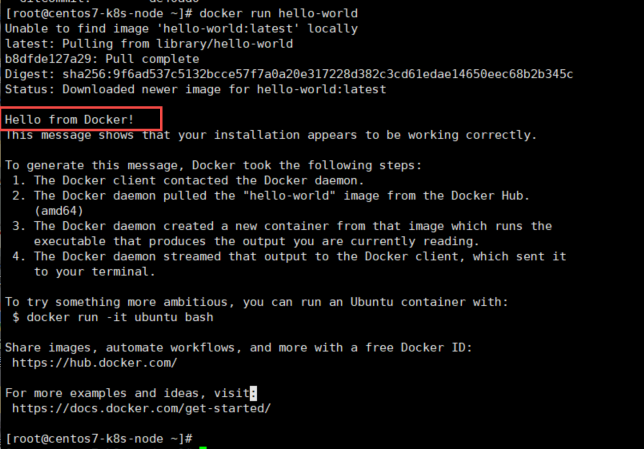 [root@centos7-k8s-node ~]# docker run hello-world
Unable to find image 'hello-world:latest' locally
latest: Pulling from library/hello-world
b8dfde127a29: Pull complete
Digest: sha256:9f6ad537c5132bcce57f7a0a20e317228d382c3cd61edae14650eec68b2b345c
Status: Downloaded newer image for hello-world:latest
Hello from Docker!
This message shows that your installation appears to be working correctly.
To generate this message, Docker took the following steps:
1. The Docker client contacted the Docker daemon.
2. The Docker daemon pulled the "hello-world" image from the Docker Hub.
(amd64)
3. The Docker daemon created a new container from that image which runs the
executable that produces the output you are currently reading.
4. The Docker daemon streamed that output to the Docker client, which sent it
to your terminal.
To try something more ambitious, you can run an Ubuntu container with:
$ docker run -it ubuntu bash
Share images, automate workflows, and more with a free Docker ID:
https://hub.docker.com/
For more examples and ideas, visit:
https://docs.docker.com/get-started/
[root@centos7-k8s-node ~]#